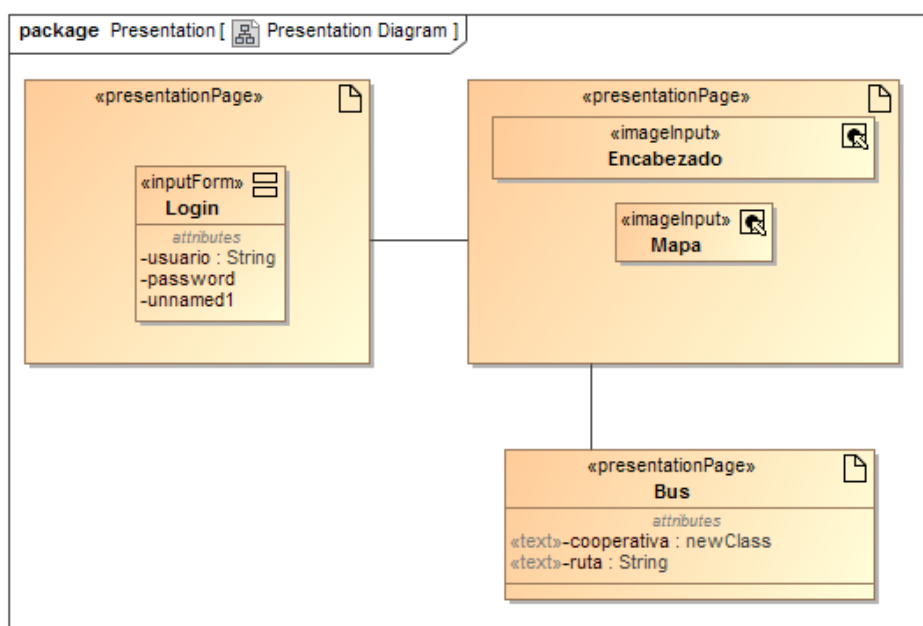 package Presentation [ Presentation Diagram ]
«presentationPage»
«inputForm»
Login
attributes
-usuario : String
-password
-unnamed1
«presentationPage»
«imageInput»
Encabezado
«imageInput»
Mapa
«presentationPage»
Bus
attributes
«text»-cooperativa : newClass
«text»-ruta : String